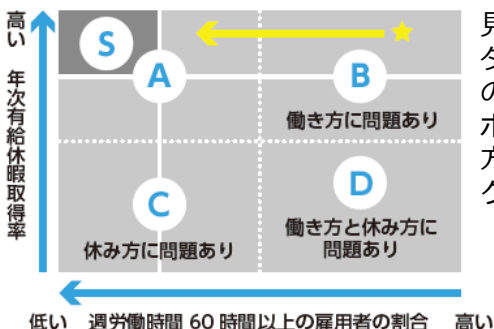 高い
年次有給休暇取得率
S
A
B
働き方に問題あり
C
休み方に問題あり
D
働き方と休み方に
問題あり
低い 週労働時間 60 時間以上の雇用者の割合 高い
見
の
方